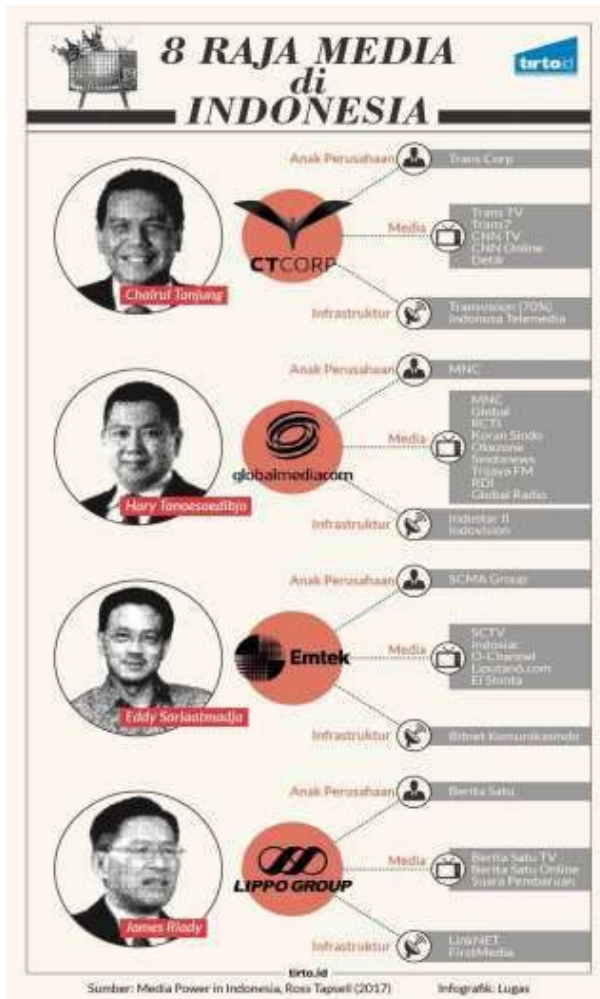 8 RAJA MEDIA
di
INDONESIA
tirto.id
Chairul Tanjung
CTCORP
Anak Perusahaan
Trans Corp
Media
Trans TV
Trans7
CNN TV
CNN Online
Detik
Infrastruktur
Transvision (70%)
Indonusa Telemedia
Hary Tanoesoedibjo
globalmediacom
Anak Perusahaan
MNC
Media
MNC
Global
RCTI
Koran Sindo
Okezone
Sindonews
Trijaya FM
RDI
Global Radio
Infrastruktur
Indostar II
Indovision
Eddy Sariaatmadja
Emtek
Anak Perusahaan
SCMA Group
Media
SCTV
Indosiar
O-Channel
Liputan6.com
El Shinta
Infrastruktur
Bitnet Komunikasindo
James Riady
LIPPO GROUP
Anak Perusahaan
Berita Satu
Media
Berita Satu TV
Berita Satu Online
Suara Pembaruan
Infrastruktur
LinkNET
FirstMedia
tirto.id
Sumber: Media Power in Indonesia, Ross Tapsell (2017)
Infografik: Lugas